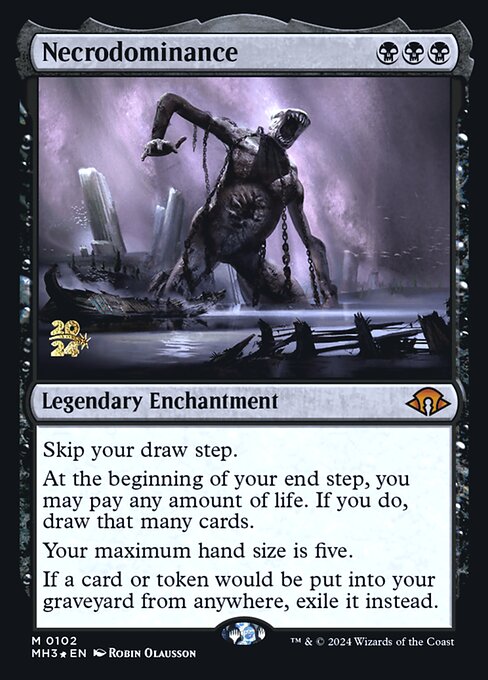 Necrodominance
20
24
Legendary Enchantment
Skip your draw step.
At the beginning of your end step, you
may pay any amount of life. If you do,
draw that many cards.
Your maximum hand size is five.
If a card or token would be put into your
graveyard from anywhere, exile it instead.
M 0102
MH3★EN Robin Olausson
™ & © 2024 Wizards of the Coast